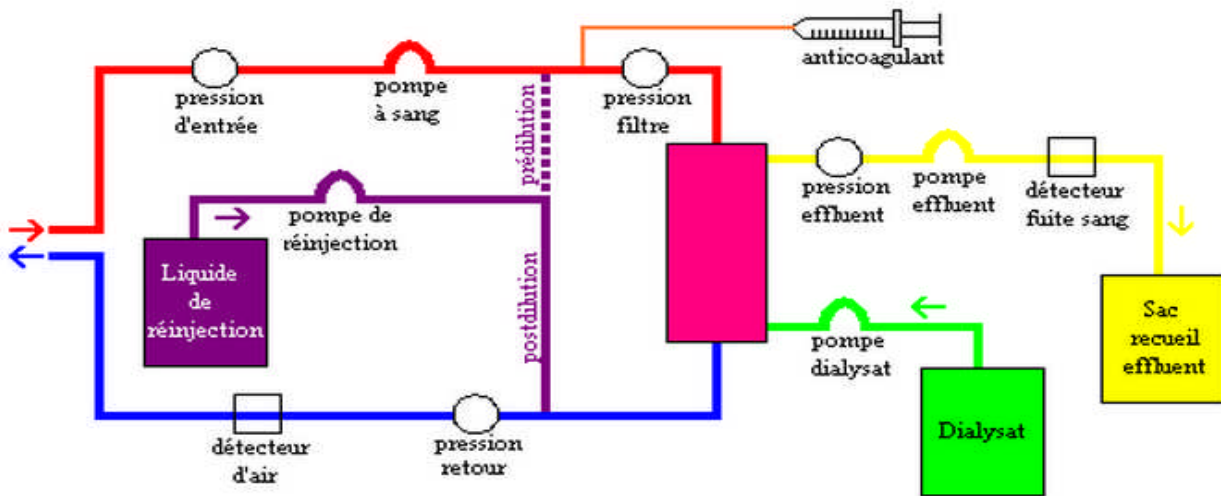 anticoagulant
pression
d'entrée
pompe
à sang
prédilution
pression
filtre
pression
effluent
pompe
effluent
détecteur
fuite sang
pompe de
réinjection
Liquide
de
réinjection
postdilution
Sac
recueil
effluent
pompe
dialysat
Dialysat
détecteur
d'air
pression
retour